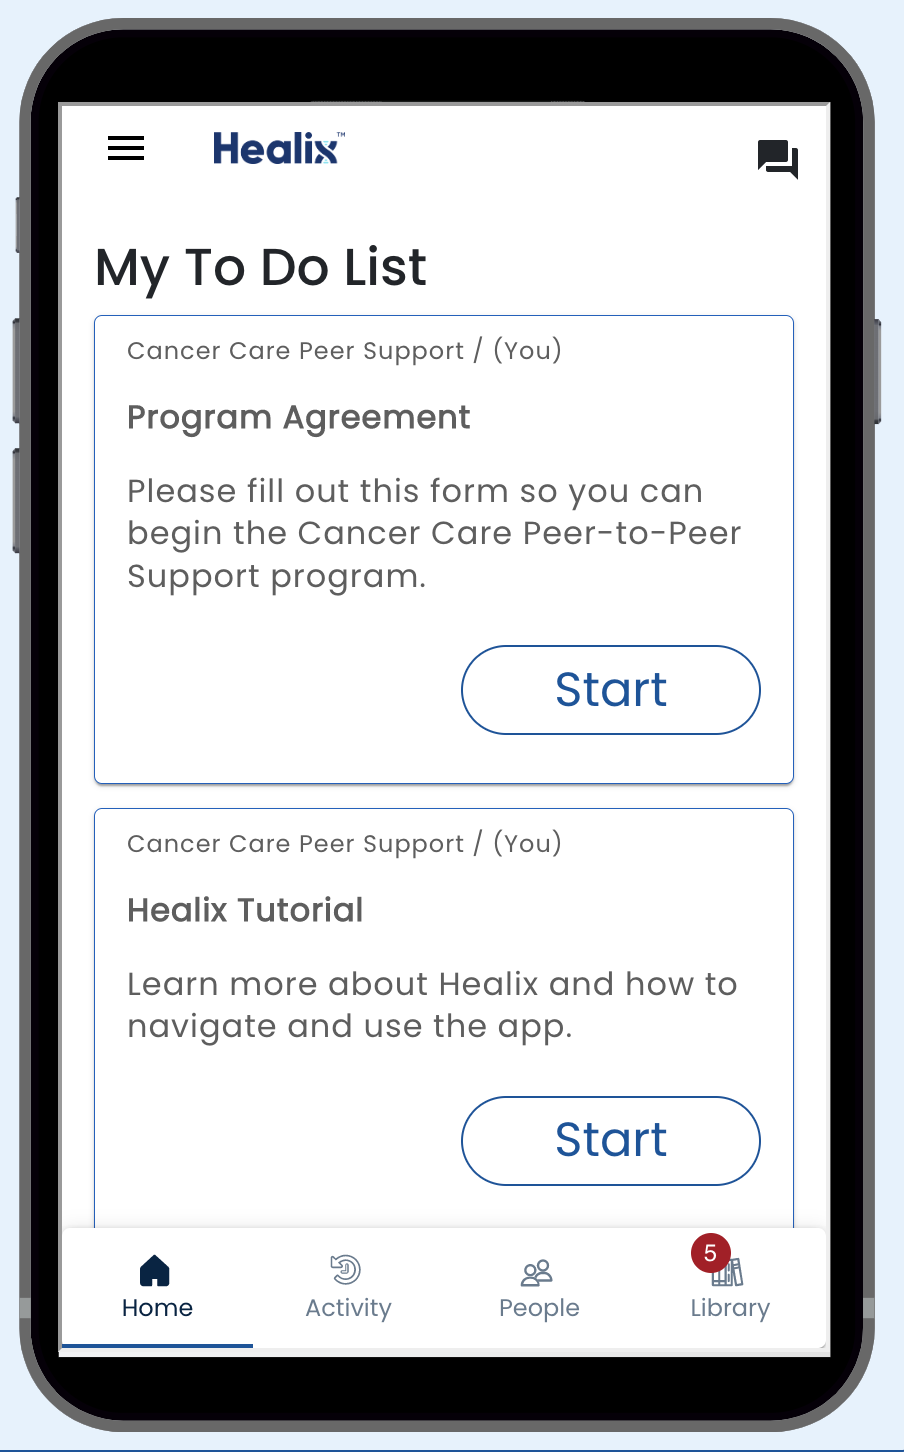 Healix™
My To Do List
Cancer Care Peer Support / (You)
Program Agreement
Please fill out this form so you can
begin the Cancer Care Peer-to-Peer
Support program.
Start
Cancer Care Peer Support / (You)
Healix Tutorial
Learn more about Healix and how to
navigate and use the app.
Start
5
Home Activity People Library